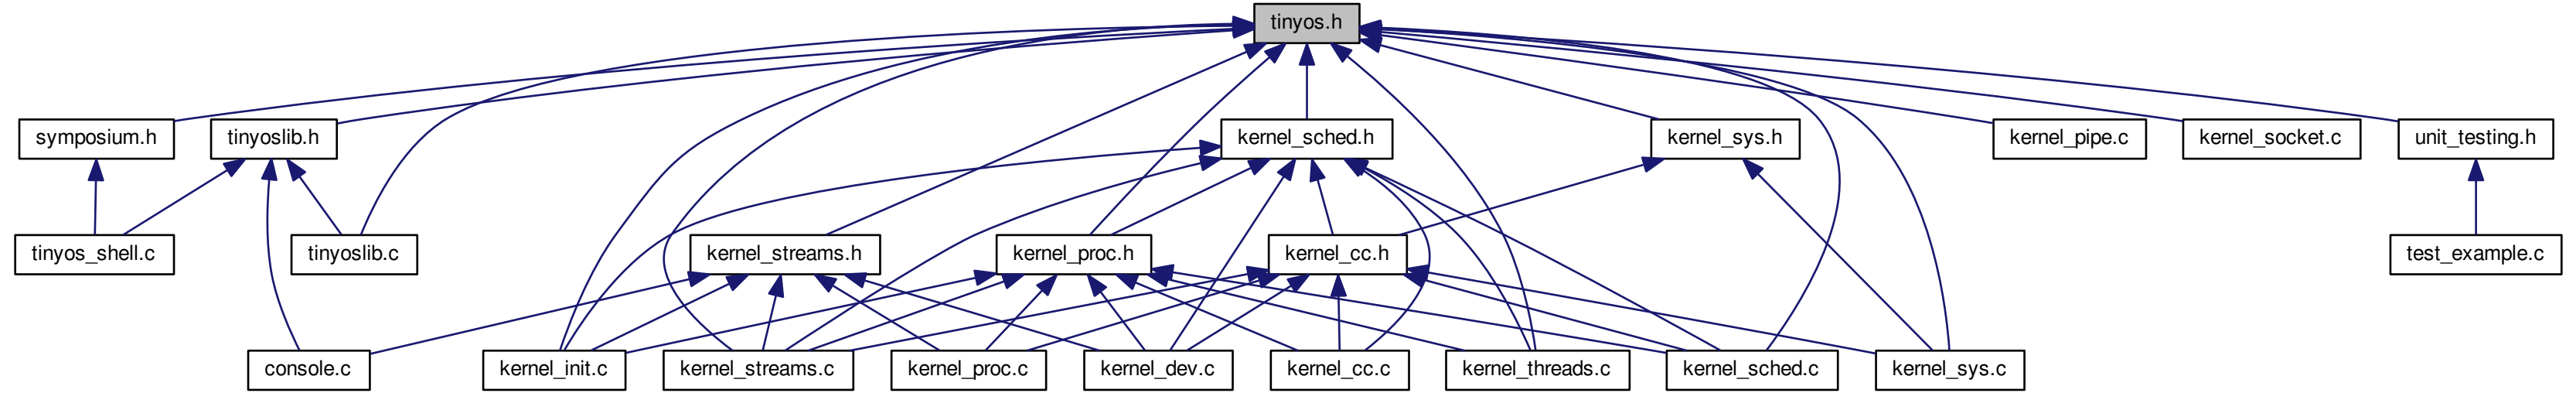 tinyos.h
symposium.h
tinyoslib.h
kernel_sched.h
kernel_sys.h
kernel_pipe.c
kernel_socket.c
unit_testing.h
tinyos_shell.c
tinyoslib.c
kernel_streams.h
kernel_proc.h
kernel_cc.h
test_example.c
console.c
kernel_init.c
kernel_streams.c
kernel_proc.c
kernel_dev.c
kernel_cc.c
kernel_threads.c
kernel_sched.c
kernel_sys.c